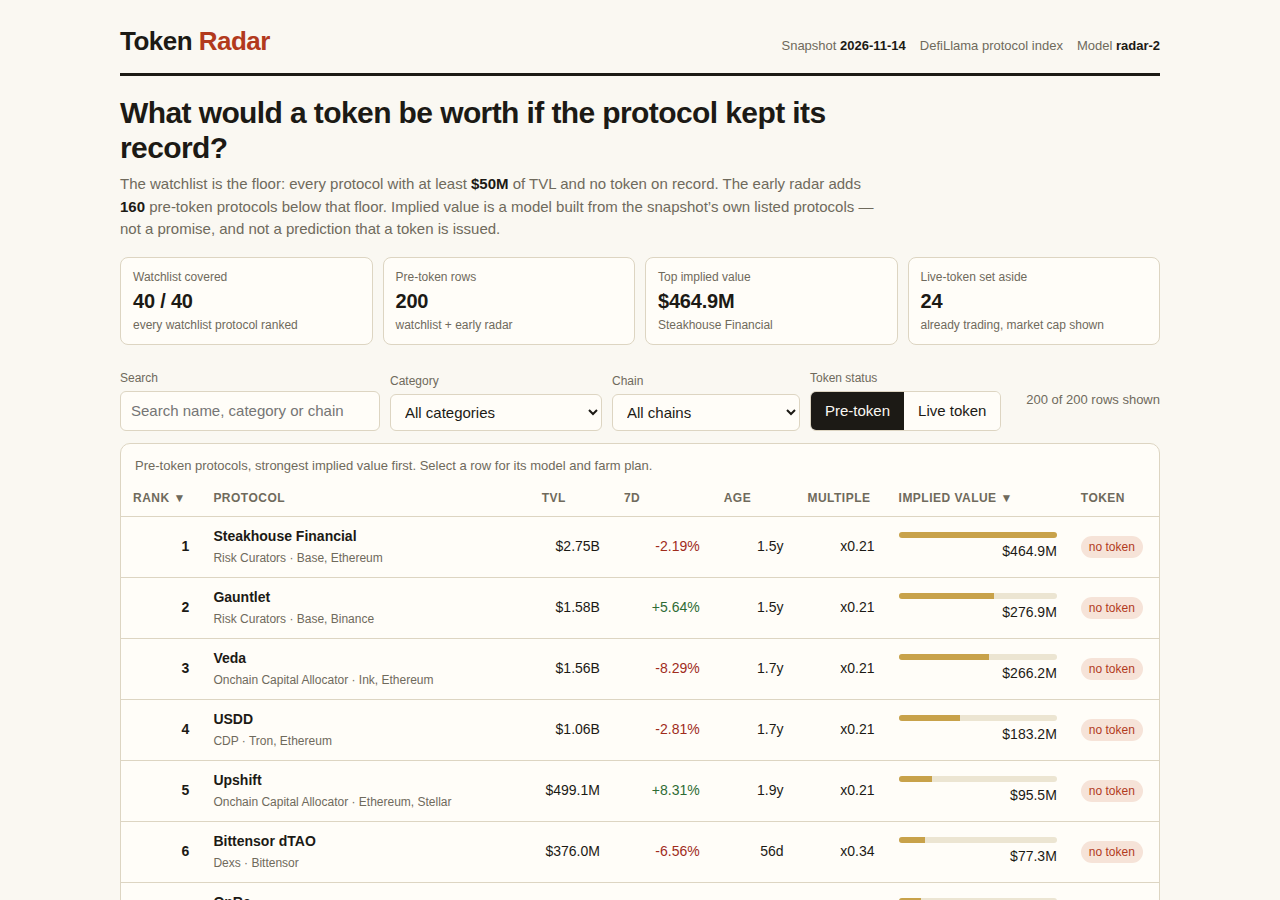 Token Radar
Snapshot 2026-11-14 DefiLlama protocol index Model radar-2
What would a token be worth if the protocol kept its
record?
The watchlist is the floor: every protocol with at least $50M of TVL and no token on record. The early radar adds
160 pre-token protocols below that floor. Implied value is a model built from the snapshot's own listed protocols —
not a promise, and not a prediction that a token is issued.
Watchlist covered
40 / 40
every watchlist protocol ranked
Pre-token rows
200
watchlist + early radar
Top implied value
$464.9M
Steakhouse Financial
Live-token set aside
24
already trading, market cap shown
Search
Search name, category or chain
Category
All categories
Chain
All chains
Token status
Pre-token Live token
200 of 200 rows shown
Pre-token protocols, strongest implied value first. Select a row for its model and farm plan.
RANK ▼ PROTOCOL TVL 7D AGE MULTIPLE IMPLIED VALUE ▼ TOKEN
1 Steakhouse Financial $2.75B -2.19% 1.5y x0.21 $464.9M no token
Risk Curators · Base, Ethereum
2 Gauntlet $1.58B +5.64% 1.5y x0.21 $276.9M no token
Risk Curators · Base, Binance
3 Veda $1.56B -8.29% 1.7y x0.21 $266.2M no token
Onchain Capital Allocator · Ink, Ethereum
4 USDD $1.06B -2.81% 1.7y x0.21 $183.2M no token
CDP · Tron, Ethereum
5 Upshift $499.1M +8.31% 1.9y x0.21 $95.5M no token
Onchain Capital Allocator · Ethereum, Stellar
6 Bittensor dTAO $376.0M -6.56% 56d x0.34 $77.3M no token
Dexs · Bittensor